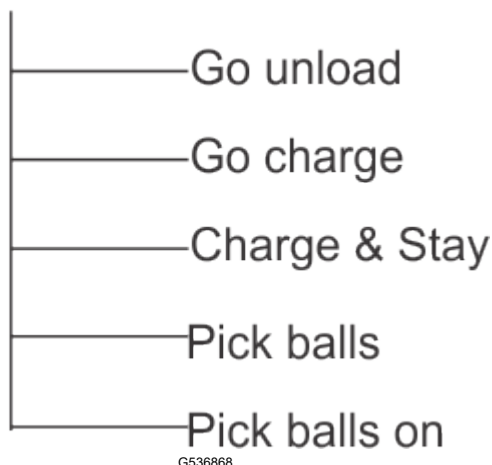 Go unload
Go charge
Charge & Stay
Pick balls
Pick balls on
G536868